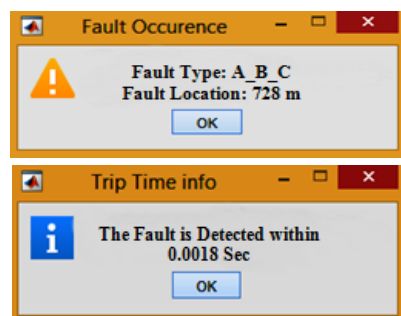 Fault Occurence
Fault Type: A_B_C
Fault Location: 728 m
OK
Trip Time info
The Fault is Detected within
0.0018 Sec
OK